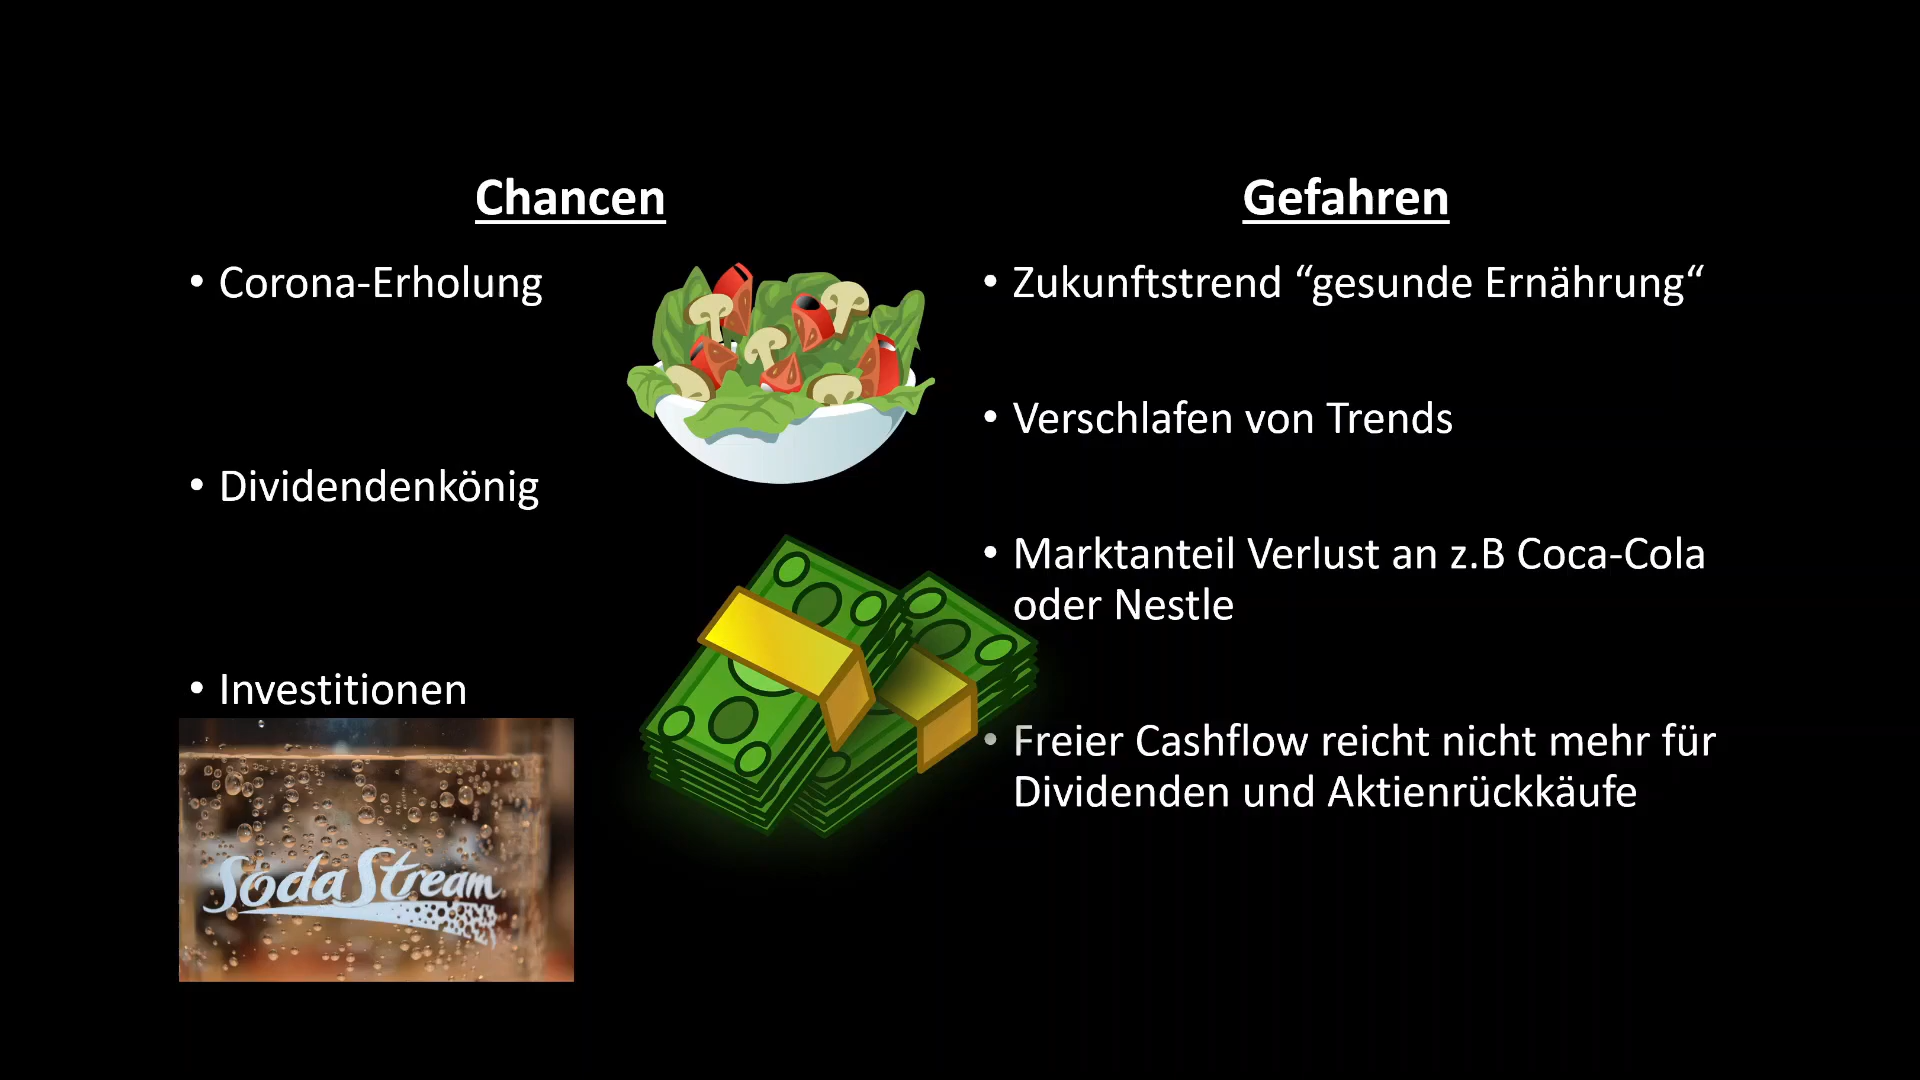 Chancen
• Corona-Erholung
• Dividendenkönig
• Investitionen
SodaStream
Gefahren
• Zukunftstrend “gesunde Ernährung“
• Verschlafen von Trends
• Marktanteil Verlust an z.B Coca-Cola
oder Nestle
• Freier Cashflow reicht nicht mehr für
Dividenden und Aktienrückkäufe